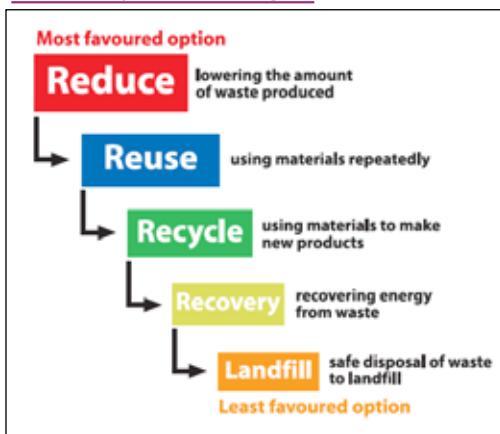 Most favoured option
Reduce
lowering the amount
of waste produced
Reuse
using materials repeatedly
Recycle
using materials to make
new products
Recovery
recovering energy
from waste
Landfill
safe disposal of waste
to landfill
Least favoured option